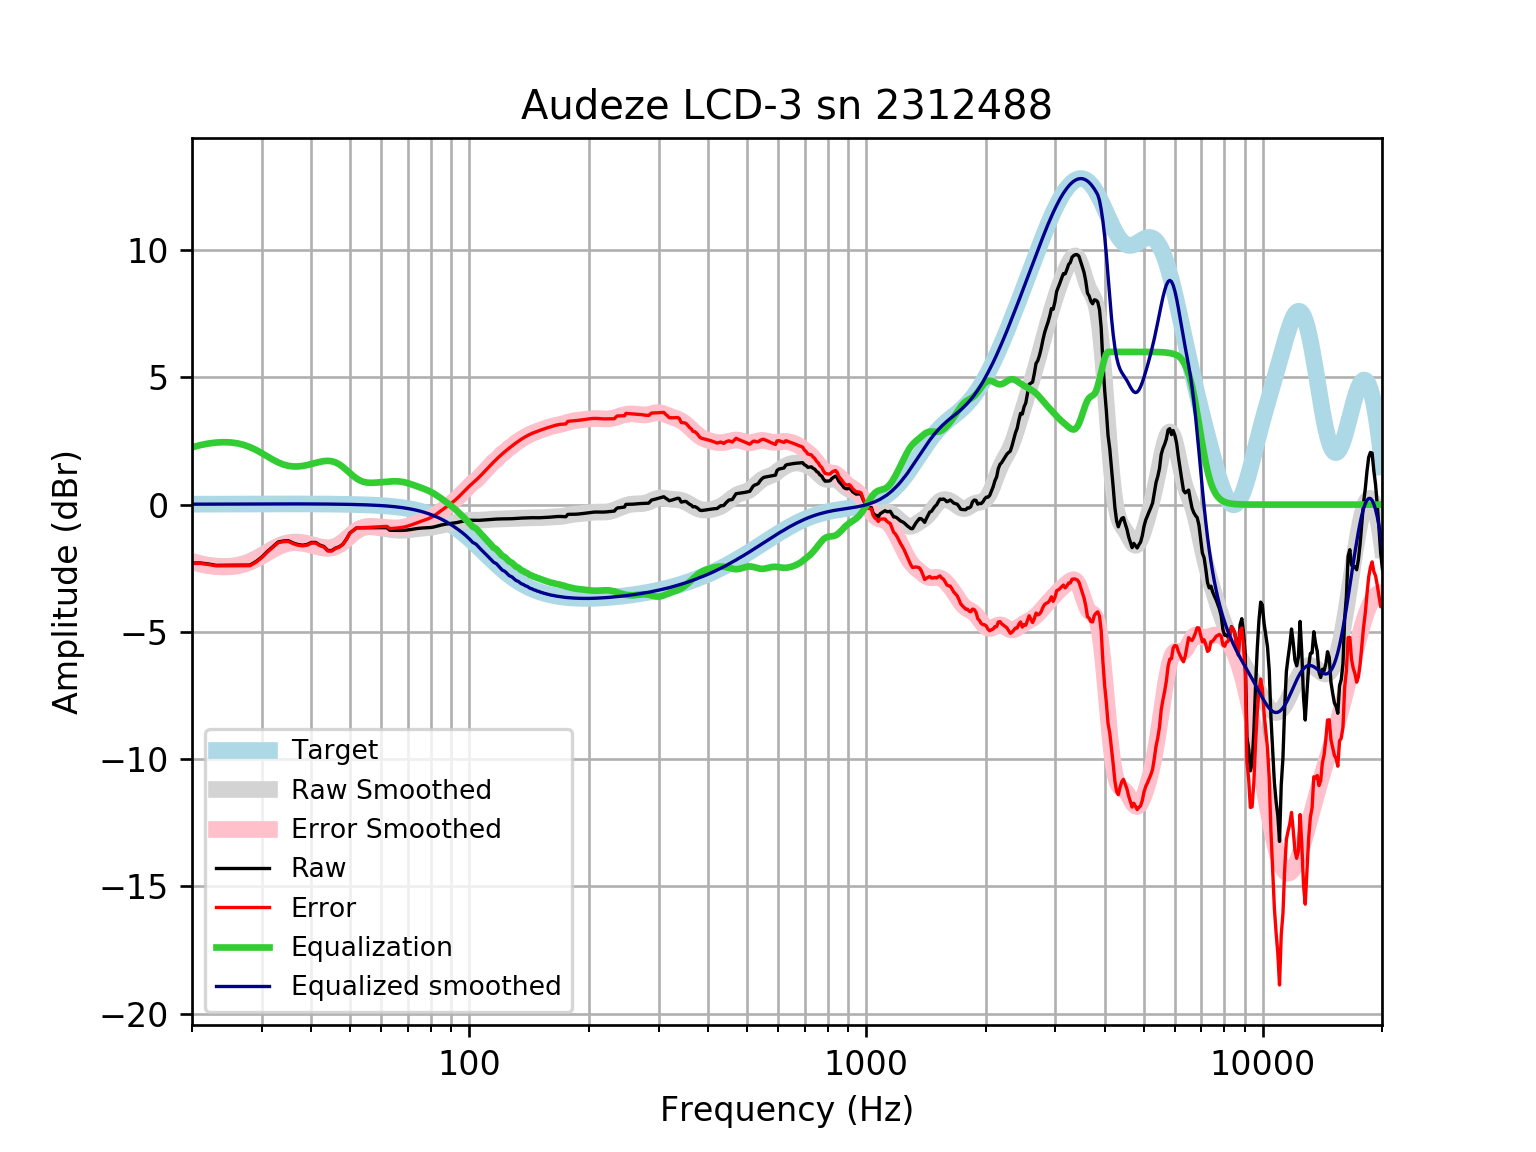 Audeze LCD-3 sn 2312488
Amplitude (dBr)
10
5
0
−5
−10
−15
−20
Target
Raw Smoothed
Error Smoothed
Raw
Error
Equalization
Equalized smoothed
100 1000 10000
Frequency (Hz)